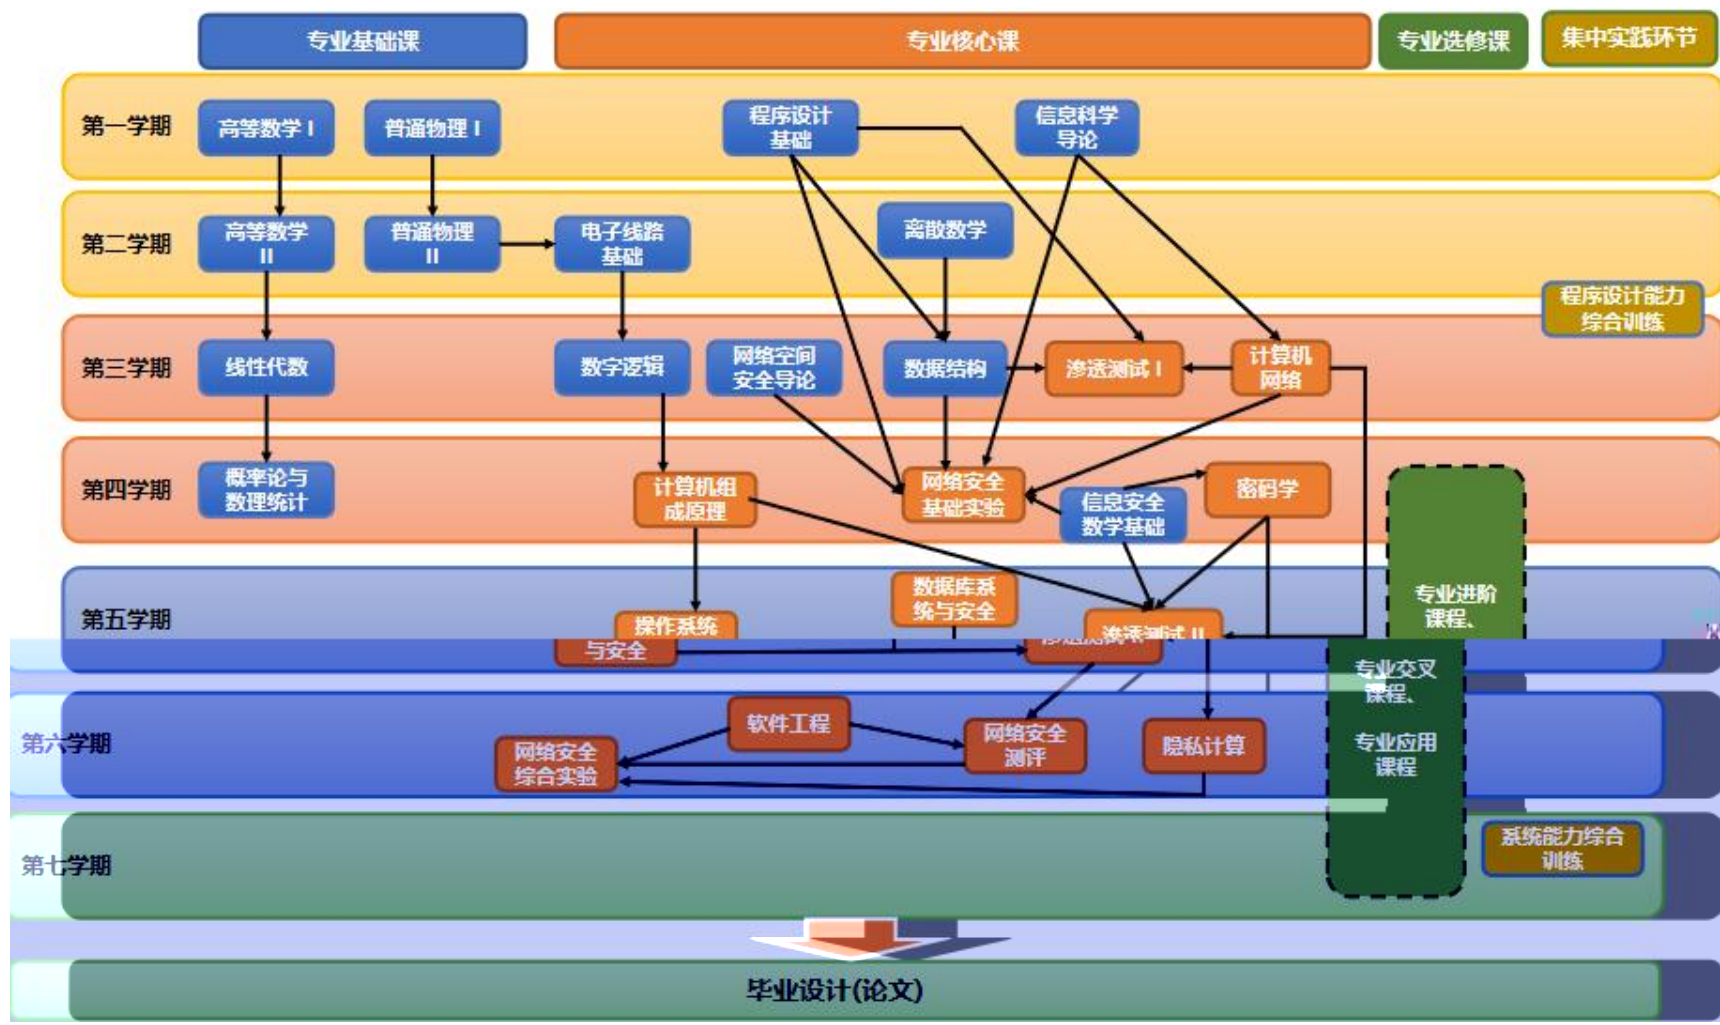 专业基础课
专业核心课
专业选修课
集中实践环节
第一学期
高等数学 I
普通物理 I
程序设计
基础
信息科学
导论
第二学期
高等数学
II
普通物理
II
电子线路
基础
离散数学
程序设计能力
综合训练
第三学期
线性代数
数字逻辑
网络空间
安全导论
数据结构
渗透测试 I
计算机
网络
第四学期
概率论与
数理统计
计算机组
成原理
网络安全
基础实验
信息安全
数学基础
密码学
第五学期
操作系统
与安全
数据库系
统与安全
渗透测试 II
专业进阶
课程、
专业交叉
课程、
专业应用
课程
第六学期
网络安全
综合实验
软件工程
网络安全
测评
隐私计算
第七学期
系统能力综合
训练
毕业设计(论文)